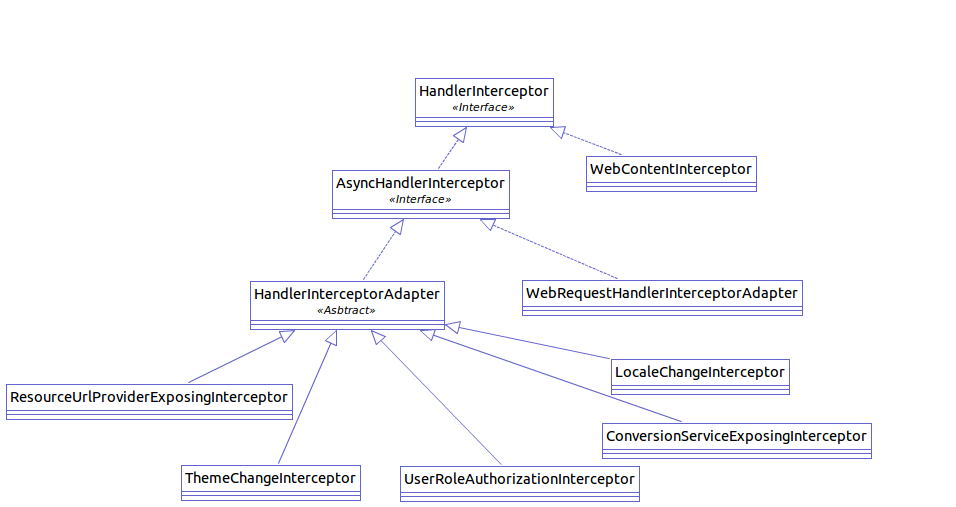 HandlerInterceptor
«Interface»
WebContentInterceptor
AsyncHandlerInterceptor
«Interface»
HandlerInterceptorAdapter
«Asbtract»
WebRequestHandlerInterceptorAdapter
LocaleChangeInterceptor
ResourceUrlProviderExposingInterceptor
ConversionServiceExposingInterceptor
ThemeChangeInterceptor
UserRoleAuthorizationInterceptor